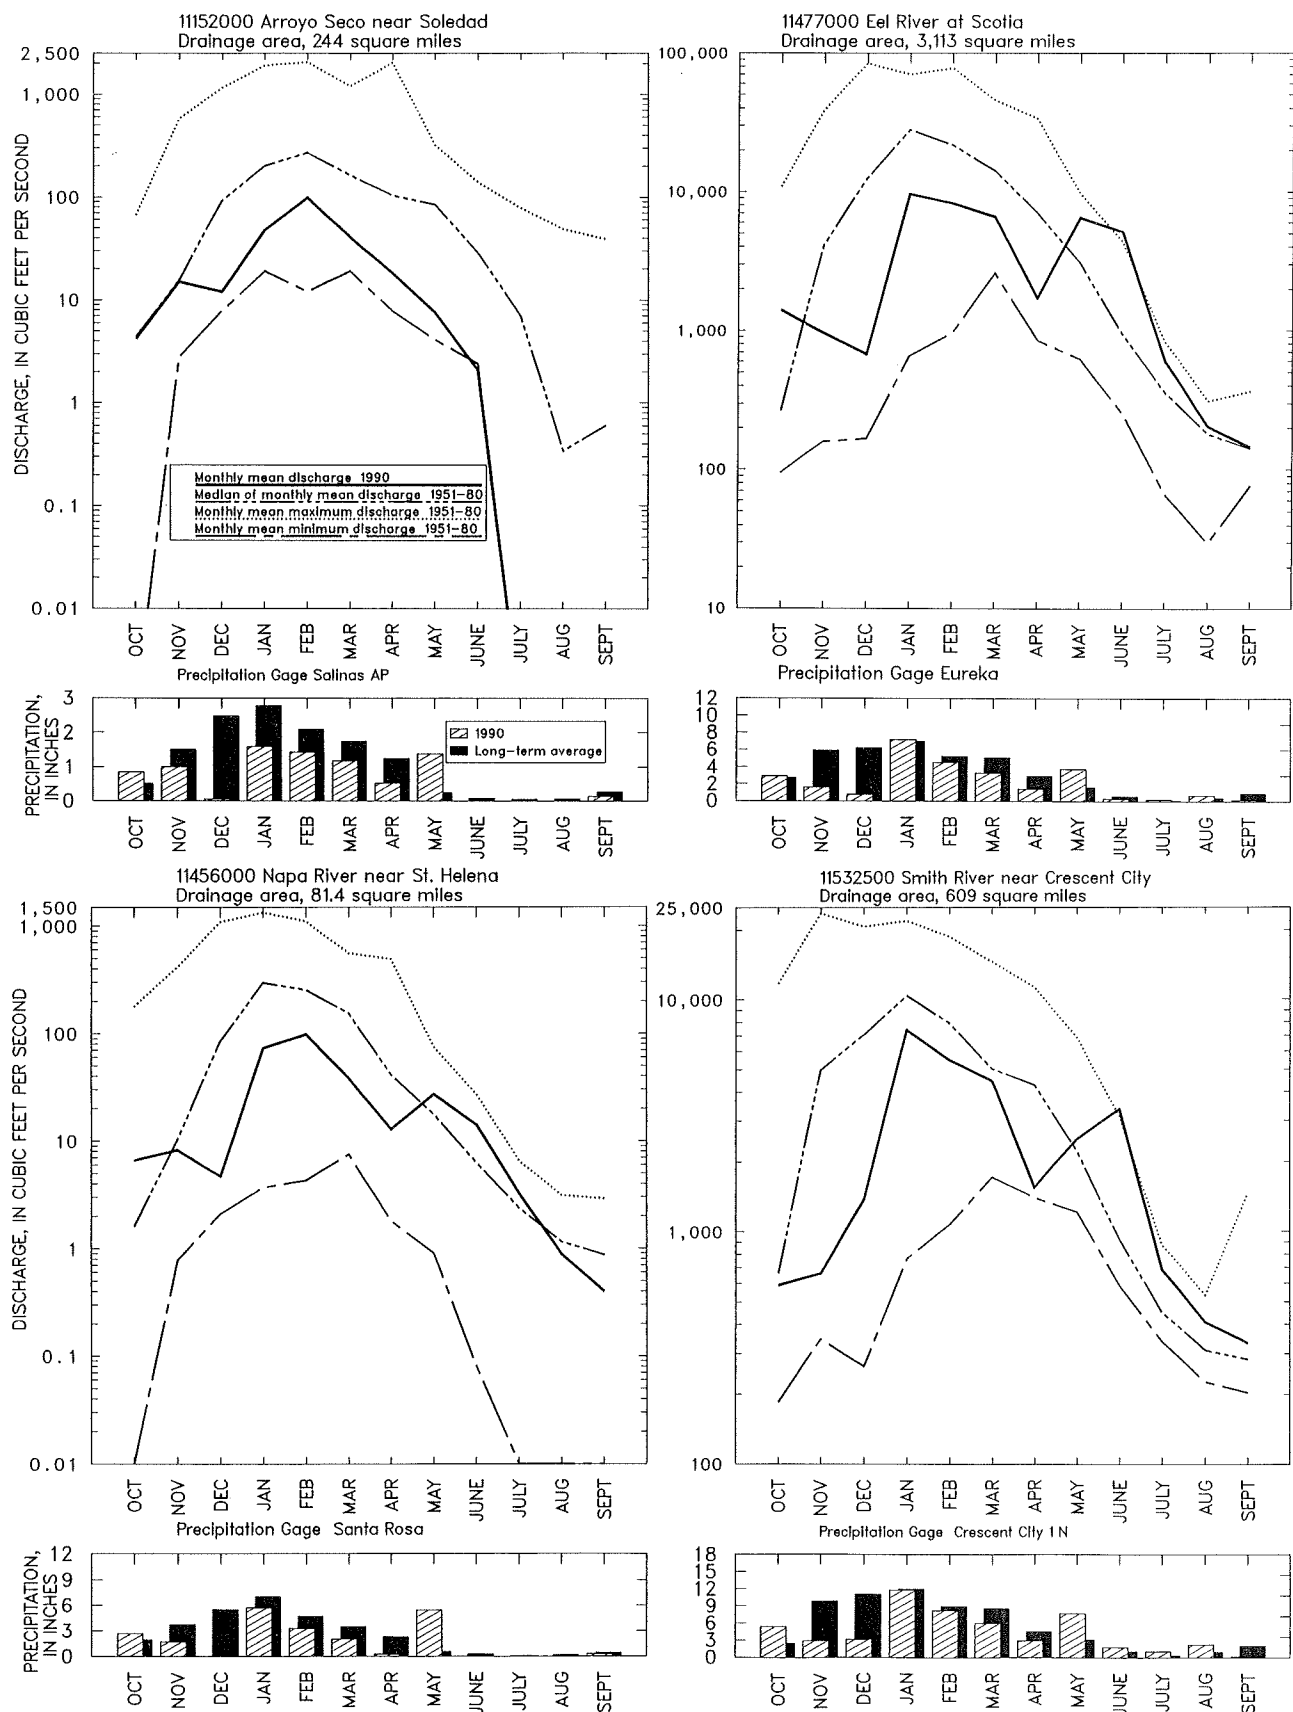 11152000 Arroyo Seco near Soledad
Drainage area, 244 square miles
DISCHARGE, IN CUBIC FEET PER SECOND
2,500
1,000
100
10
1
0.1
0.01
Monthly mean discharge 1990
Median of monthly mean discharge 1951-80
Monthly mean maximum discharge 1951-80
Monthly mean minimum discharge 1951-80
OCT NOV DEC JAN FEB MAR APR MAY JUNE JULY AUG SEPT
Precipitation Gage Salinas AP
PRECIPITATION,
IN INCHES
3
2
1
0
1990
Long-term average
OCT NOV DEC JAN FEB MAR APR MAY JUNE JULY AUG SEPT
11477000 Eel River at Scotia
Drainage area, 3,113 square miles
100,000
10,000
1,000
100
10
OCT NOV DEC JAN FEB MAR APR MAY JUNE JULY AUG SEPT
Precipitation Gage Eureka
12
10
8
6
4
2
0
OCT NOV DEC JAN FEB MAR APR MAY JUNE JULY AUG SEPT
11456000 Napa River near St. Helena
Drainage area, 81.4 square miles
DISCHARGE, IN CUBIC FEET PER SECOND
1,500
1,000
100
10
1
0.1
0.01
OCT NOV DEC JAN FEB MAR APR MAY JUNE JULY AUG SEPT
Precipitation Gage Santa Rosa
PRECIPITATION,
IN INCHES
12
9
6
3
0
OCT NOV DEC JAN FEB MAR APR MAY JUNE JULY AUG SEPT
11532500 Smith River near Crescent City
Drainage area, 609 square miles
25,000
10,000
1,000
100
OCT NOV DEC JAN FEB MAR APR MAY JUNE JULY AUG SEPT
Precipitation Gage Crescent City 1 N
18
15
12
9
6
3
0
OCT NOV DEC JAN FEB MAR APR MAY JUNE JULY AUG SEPT